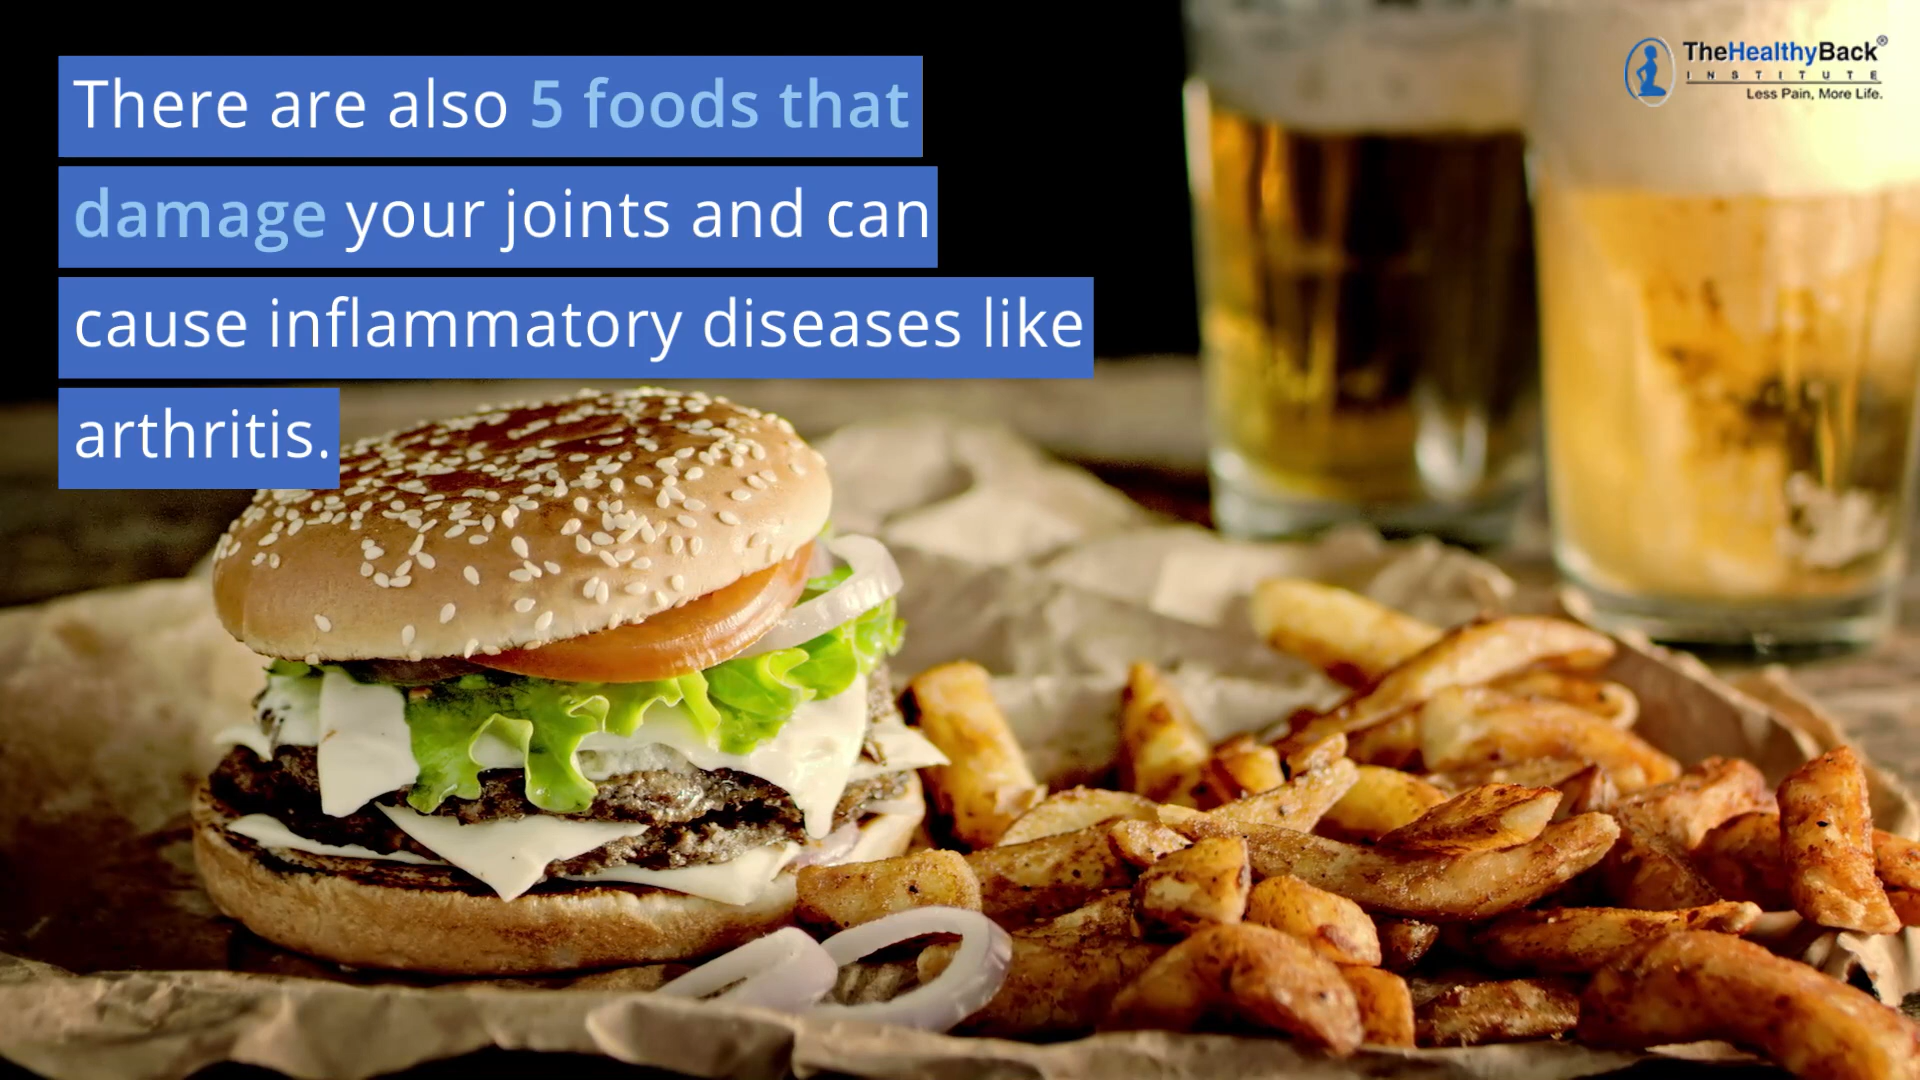 There are also 5 foods that
damage your joints and can
cause inflammatory diseases like
arthritis.
TheHealthyBack®
INSTITUTE
Less Pain, More Life.